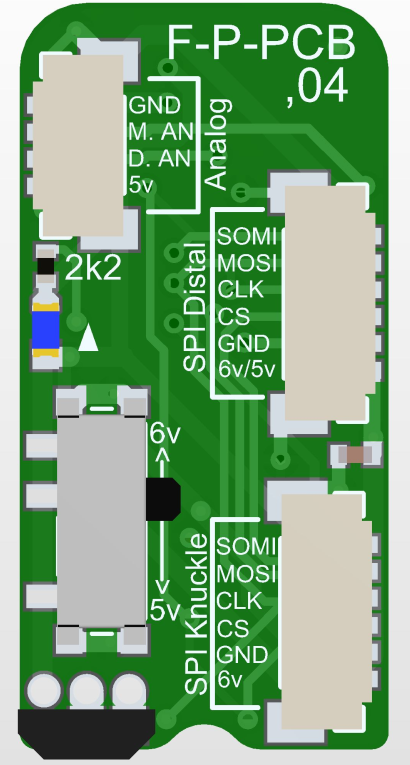 F-P-PCB
,04
GND
M. AN
D. AN
5v
Analog
2k2
SPI Distal
SOMI
MOSI
CLK
CS
GND
6v/5v
6v
5v
SPI Knuckle
SOMI
MOSI
CLK
CS
GND
6v